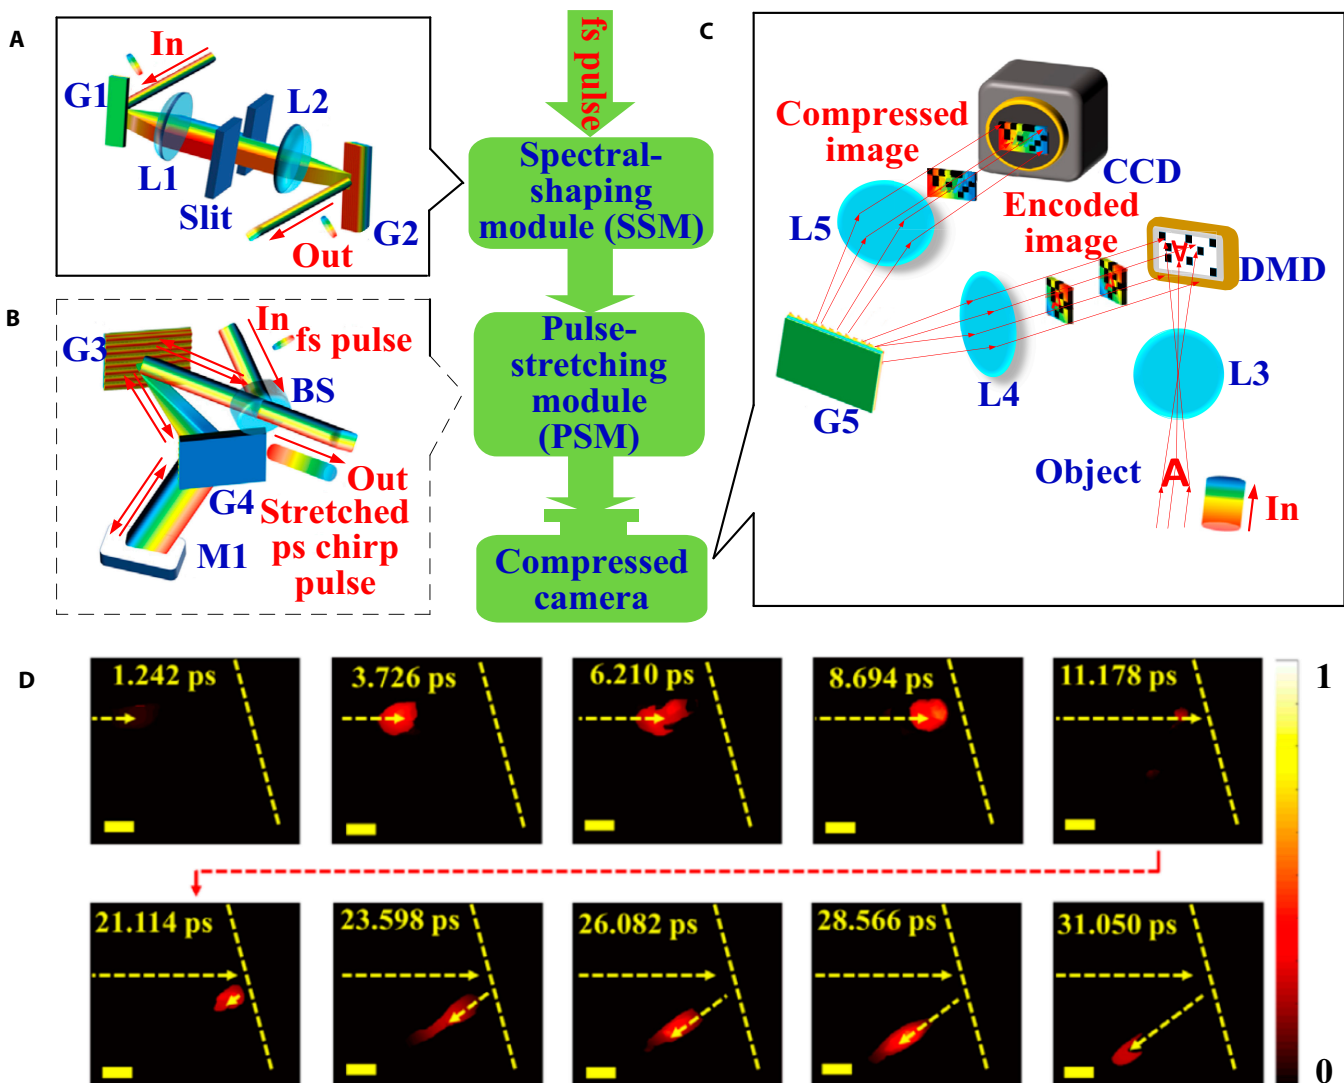 A
In
G1
L2
L1
Slit
G2
Out
fs pulse
Spectral-
shaping
module (SSM)
Pulse-
stretching
module
(PSM)
Compressed
camera
B
In
fs pulse
G3
BS
G4
Out
Stretched
ps chirp
pulse
M1
C
Compressed
image
CCD
L5
Encoded
image
A
DMD
L4
L3
G5
Object
A
In
D
1.242 ps
3.726 ps
6.210 ps
8.694 ps
11.178 ps
1
21.114 ps
23.598 ps
26.082 ps
28.566 ps
31.050 ps
0